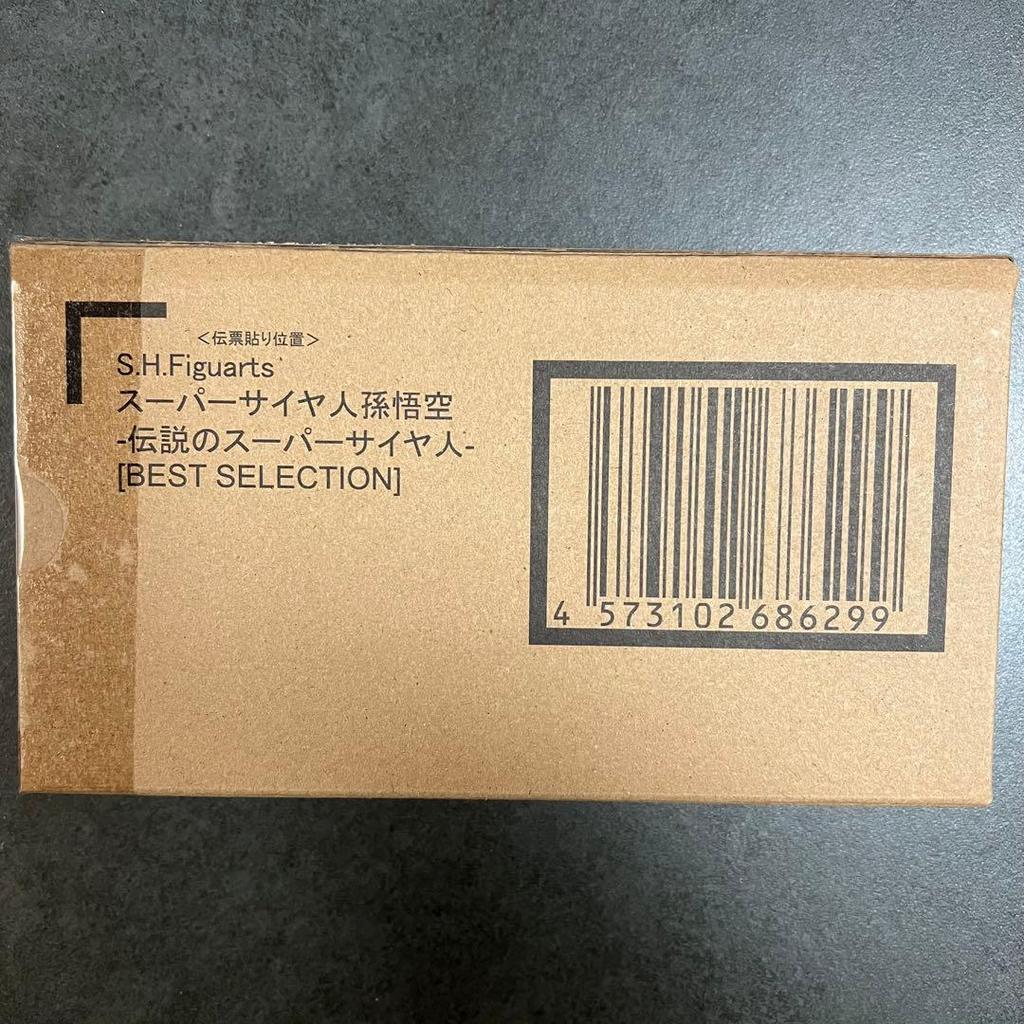 ＜伝票貼り位置＞
S.H.Figuarts
スーパーサイヤ人孫悟空
-伝説のスーパーサイヤ人-
[BEST SELECTION]
4 573102 686299